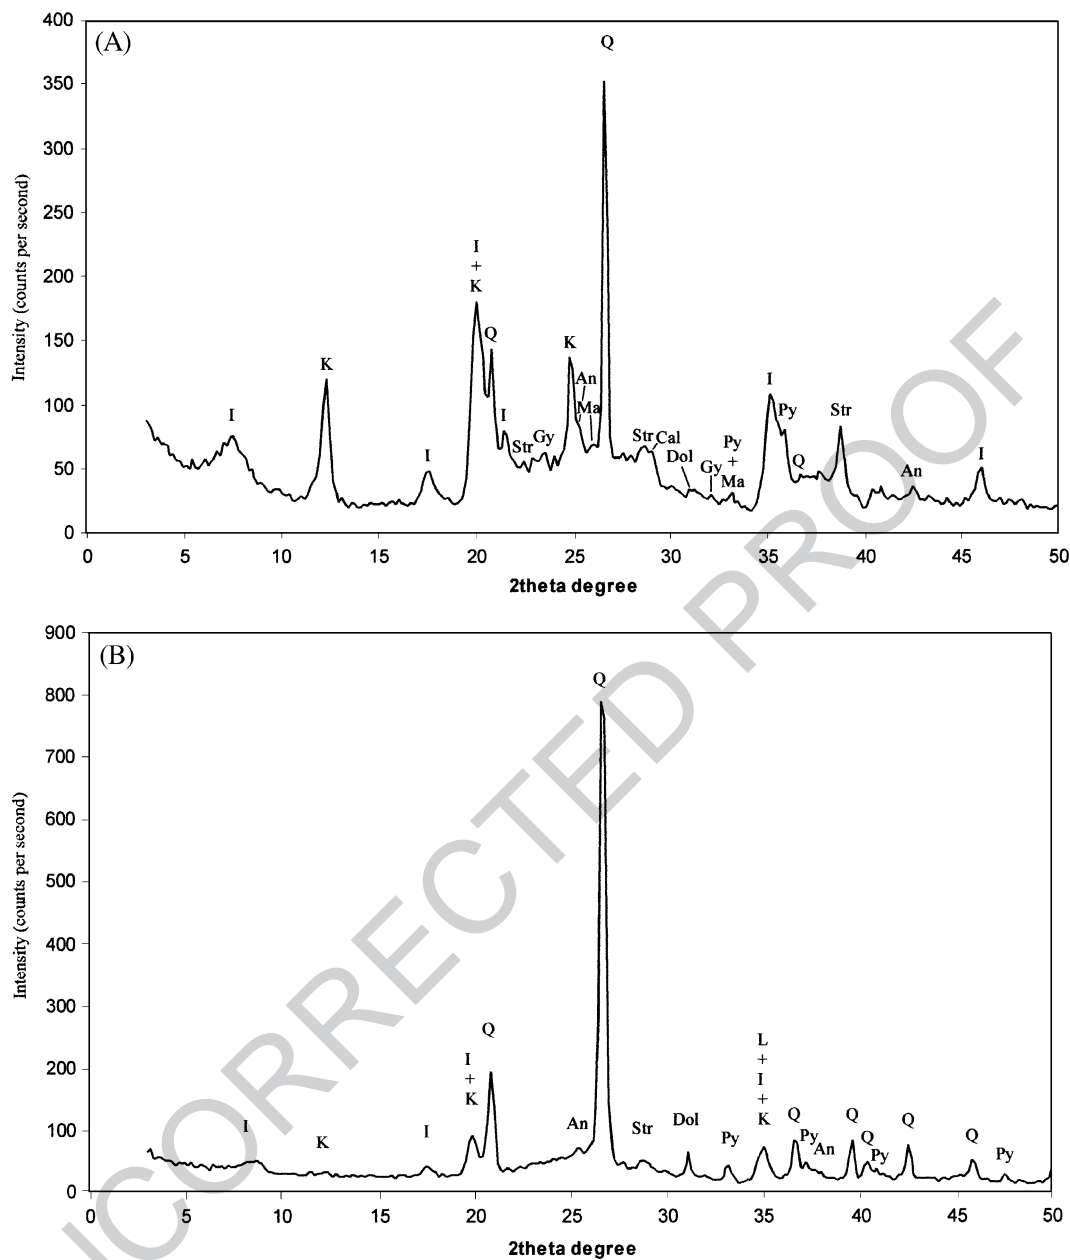 (A)
400
350
300
250
200
150
100
50
0
Intensity (counts per second)
I
K
I
I
+
K
Q
I
Str
Gy
K
An
Ma
Q
Str
Cal
Dol
Gy
Py
+
Ma
I
Py
Q
Str
An
I
0 5 10 15 20 25 30 35 40 45 50
2theta degree
(B)
900
800
700
600
500
400
300
200
100
0
Intensity (counts per second)
I
K
I
I
+
K
Q
An
Q
Str
Dol
Py
L
+
I
+
K
Q
Py
An
Q
Q
Py
Q
Q
Py
0 5 10 15 20 25 30 35 40 45 50
2theta degree
NCORRECTED PROOF